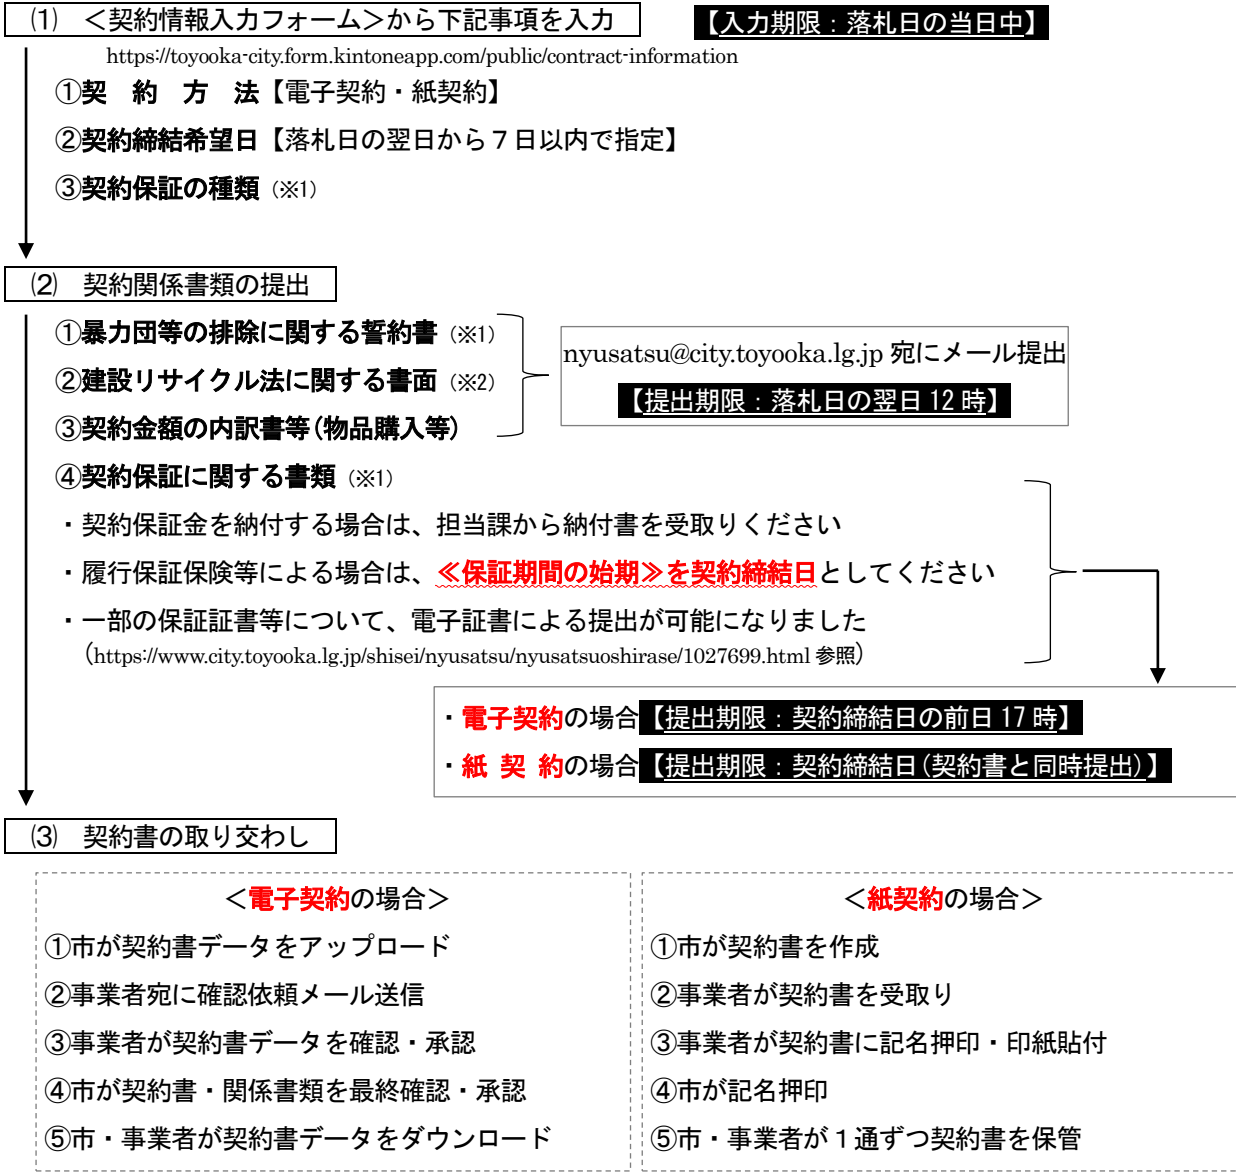 ⑴　＜契約情報入力フォーム＞から下記事項を入力　【入力期限：落札日の当日中】
https://toyooka-city.form.kintoneapp.com/public/contract-information
①契　約　方　法【電子契約・紙契約】
②契約締結希望日【落札日の翌日から７日以内で指定】
③契約保証の種類（※1）
⑵　契約関係書類の提出
①暴力団等の排除に関する誓約書（※1）
②建設リサイクル法に関する書面（※2）
③契約金額の内訳書等(物品購入等)
nyusatsu@city.toyooka.lg.jp 宛にメール提出
【提出期限：落札日の翌日 12 時】
④契約保証に関する書類（※1）
・契約保証金を納付する場合は、担当課から納付書を受取りください
・履行保証保険等による場合は、≪保証期間の始期≫を契約締結日としてください
・一部の保証証書等について、電子証書による提出が可能になりました
（https://www.city.toyooka.lg.jp/shisei/nyusatsu/nyusatsuoshirase/1027699.html 参照）
・電子契約の場合【提出期限：契約締結日の前日 17 時】
・紙 契 約の場合【提出期限：契約締結日(契約書と同時提出)】
⑶　契約書の取り交わし
＜電子契約の場合＞
①市が契約書データをアップロード
②事業者宛に確認依頼メール送信
③事業者が契約書データを確認・承認
④市が契約書・関係書類を最終確認・承認
⑤市・事業者が契約書データをダウンロード
＜紙契約の場合＞
①市が契約書を作成
②事業者が契約書を受取り
③事業者が契約書に記名押印・印紙貼付
④市が記名押印
⑤市・事業者が１通ずつ契約書を保管